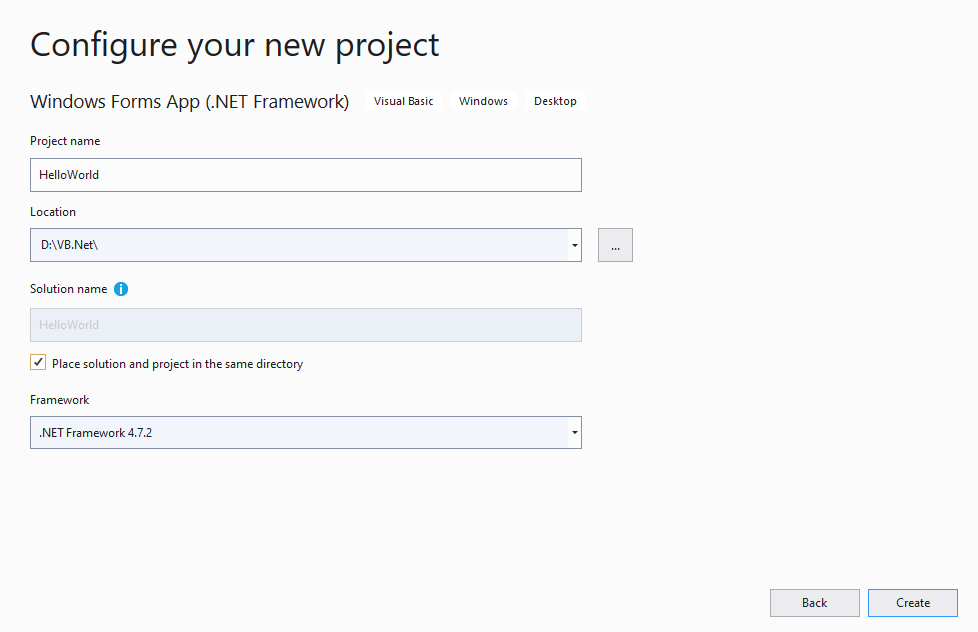 Configure your new project
Windows Forms App (.NET Framework) Visual Basic Windows Desktop
Project name
HelloWorld
Location
D:\VB.Net\
...
Solution name
HelloWorld
Place solution and project in the same directory
Framework
.NET Framework 4.7.2
Back Create